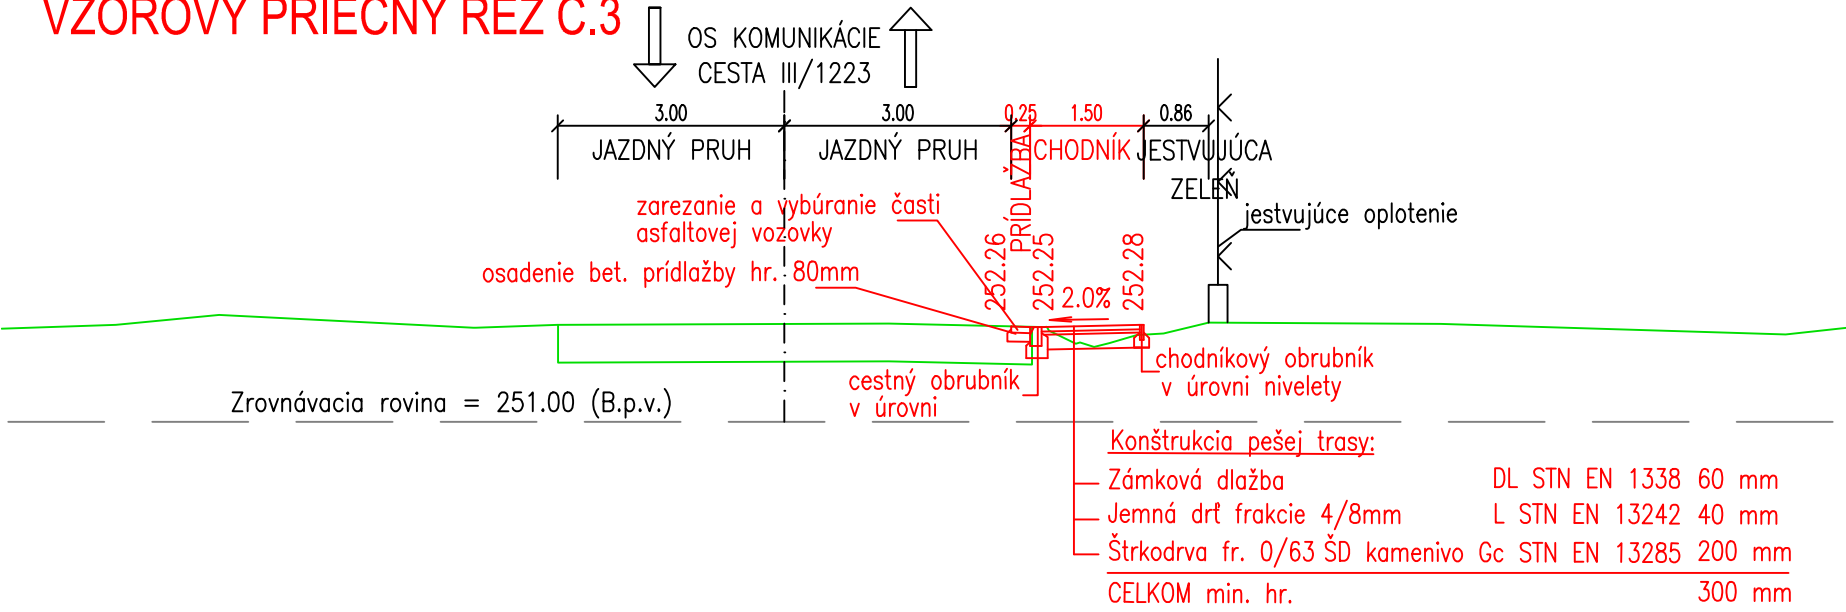 VZOROVÝ PRIEČNY REZ Č.3
OS KOMUNIKÁCIE
CESTA III/1223
3.00
3.00
0.25
1.50
0.86
JAZDNÝ PRUH
JAZDNÝ PRUH
PRÍDLAŽBA
CHODNÍK
JESTVUJÚCA
ZELEŇ
zarezanie a vybúranie časti
asfaltovej vozovky
jestvujúce oplotenie
osadenie bet. prídlažby hr. 80mm
252.26
252.25
2.0%
252.28
cestný obrubník
v úrovni
chodníkový obrubník
v úrovni nivelety
Zrovnávacia rovina = 251.00 (B.p.v.)
Konštrukcia pešej trasy:
Zámková dlažba DL STN EN 1338 60 mm
Jemná drť frakcie 4/8mm L STN EN 13242 40 mm
Štrkodrva fr. 0/63 ŠD kamenivo Gc STN EN 13285 200 mm
CELKOM min. hr. 300 mm